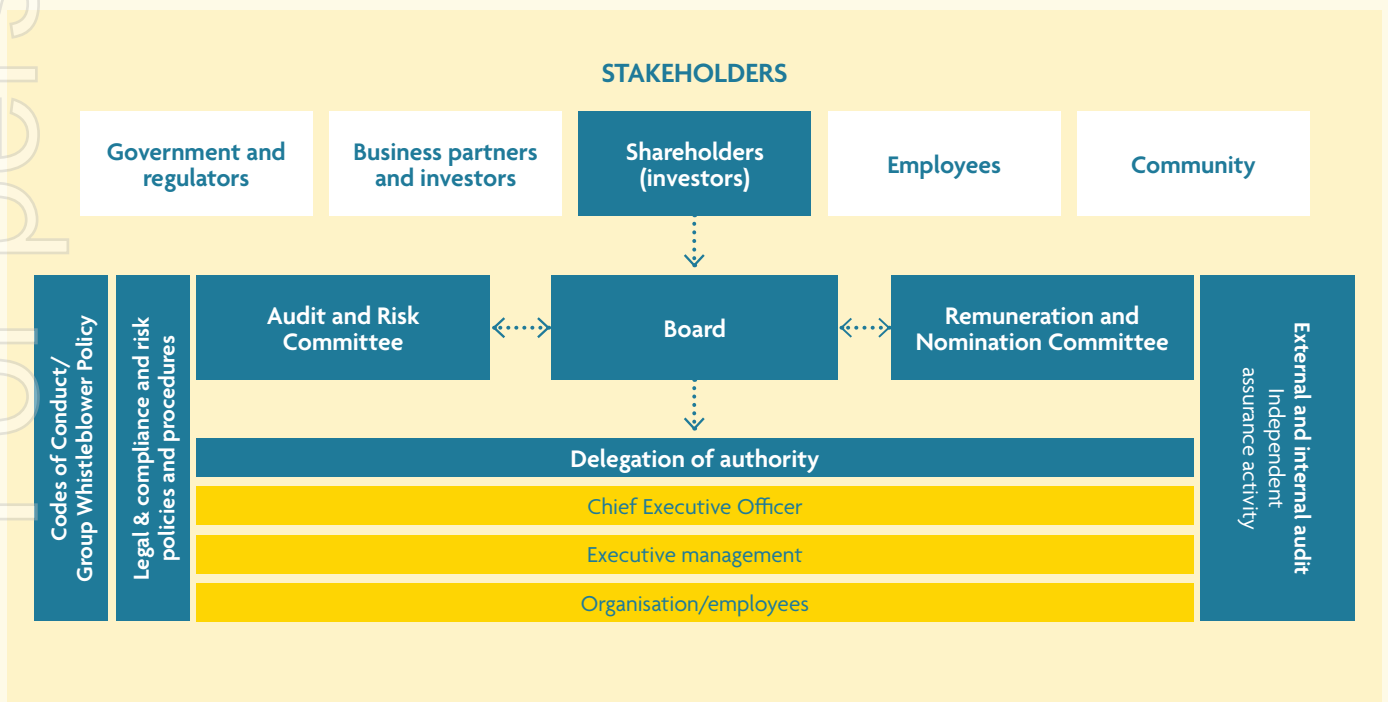 STAKEHOLDERS
Government and
regulators
Business partners
and investors
Shareholders
(investors)
Employees
Community
Codes of Conduct/
Group Whistleblower Policy
Legal & compliance and risk
policies and procedures
Audit and Risk
Committee
Board
Remuneration and
Nomination Committee
External and internal audit
Independent
assurance activity
Delegation of authority
Chief Executive Officer
Executive management
Organisation/employees